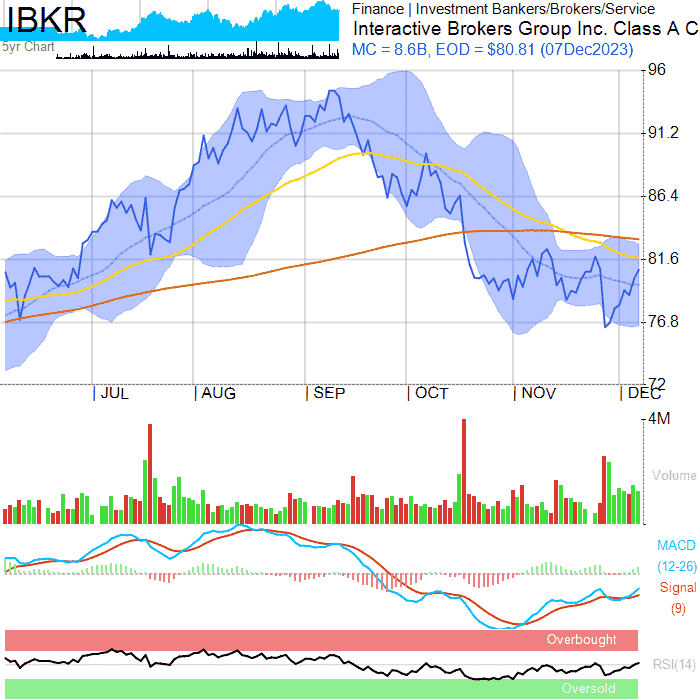 IBKR
5yr Chart
Finance | Investment Bankers/Brokers/Service
Interactive Brokers Group Inc. Class A C
MC = 8.6B, EOD = $80.81 (07Dec2023)
96
91.2
86.4
81.6
76.8
72
JUL
AUG
SEP
OCT
NOV
DEC
4M
Volume
MACD
(12-26)
Signal
(9)
Overbought
RSI(14)
Oversold